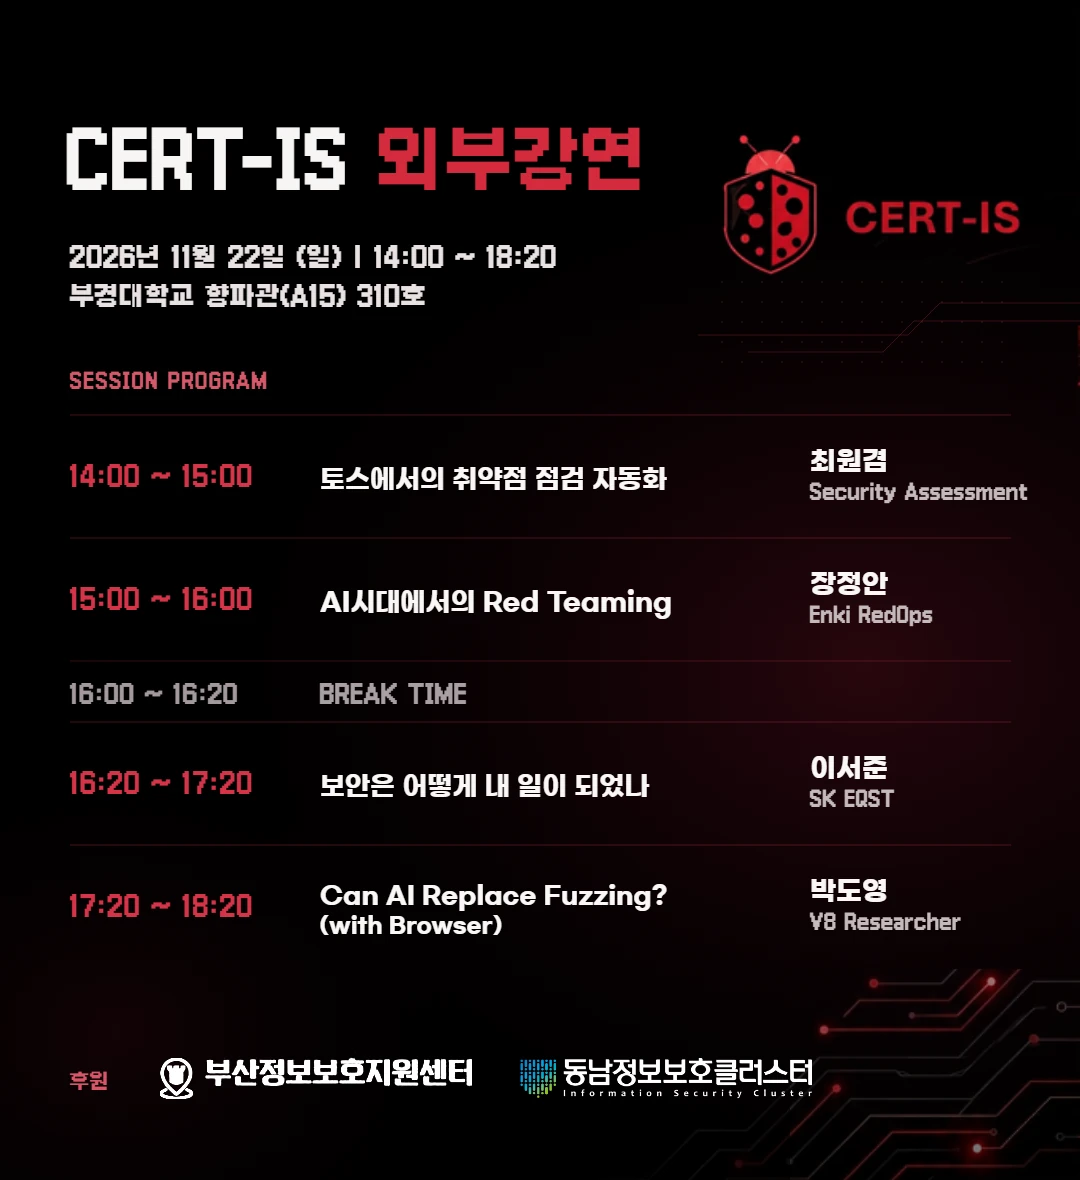 CERT-IS 외부강연
CERT-IS
2026년 11월 22일 (일) | 14:00 ~ 18:20
부경대학교 향파관(A15) 310호
SESSION PROGRAM
14:00 ~ 15:00
토스에서의 취약점 점검 자동화
최원겸
Security Assessment
15:00 ~ 16:00
AI시대에서의 Red Teaming
장정안
Enki RedOps
16:00 ~ 16:20
BREAK TIME
16:20 ~ 17:20
보안은 어떻게 내 일이 되었나
이서준
SK EQST
17:20 ~ 18:20
Can AI Replace Fuzzing?
(with Browser)
박도영
V8 Researcher
후원
부산정보보호지원센터
동남정보보호클러스터
Information Security Cluster